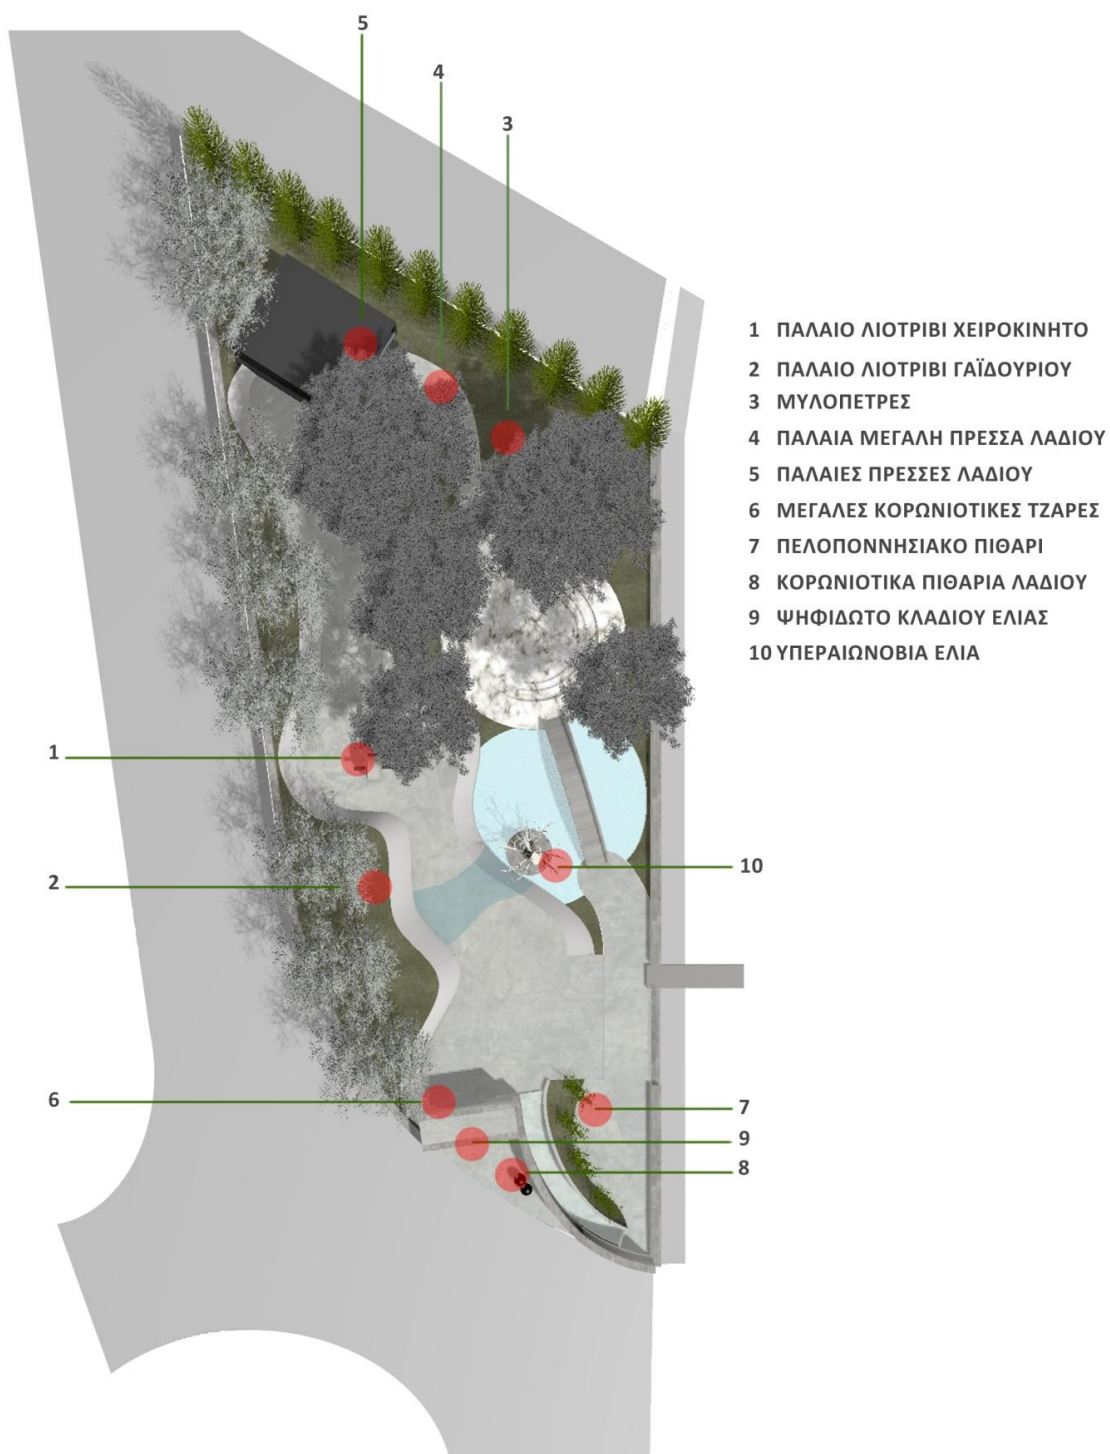 5
4
3
1 ΠΑΛΑΙΟ ΛΙΟΤΡΙΒΙ ΧΕΙΡΟΚΙΝΗΤΟ
2 ΠΑΛΑΙΟ ΛΙΟΤΡΙΒΙ ΓΑΪΔΟΥΡΙΟΥ
3 ΜΥΛΟΠΕΤΡΕΣ
4 ΠΑΛΑΙΑ ΜΕΓΑΛΗ ΠΡΕΣΣΑ ΛΑΔΙΟΥ
5 ΠΑΛΑΙΕΣ ΠΡΕΣΣΕΣ ΛΑΔΙΟΥ
6 ΜΕΓΑΛΕΣ ΚΟΡΩΝΙΟΤΙΚΕΣ ΤΖΑΡΕΣ
7 ΠΕΛΟΠΟΝΝΗΣΙΑΚΟ ΠΙΘΑΡΙ
8 ΚΟΡΩΝΙΟΤΙΚΑ ΠΙΘΑΡΙΑ ΛΑΔΙΟΥ
9 ΨΗΦΙΔΩΤΟ ΚΛΑΔΙΟΥ ΕΛΙΑΣ
10 ΥΠΕΡΑΙΩΝΟΒΙΑ ΕΛΙΑ
1
10
2
6
7
9
8